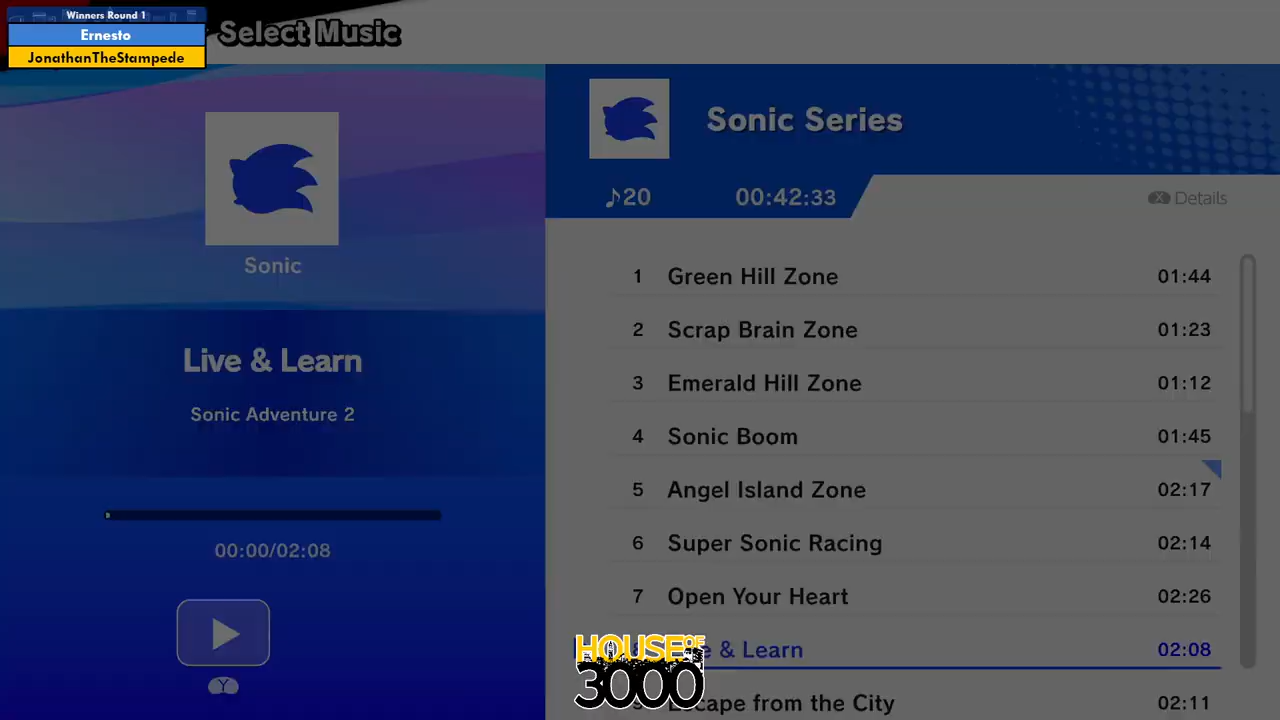 Winners Round 1
Ernesto
JonathanTheStampede
Select Music
Sonic
Live & Learn
Sonic Adventure 2
00:00/02:08
Y
Sonic Series
♪20 00:42:33
X Details
1 Green Hill Zone 01:44
2 Scrap Brain Zone 01:23
3 Emerald Hill Zone 01:12
4 Sonic Boom 01:45
5 Angel Island Zone 02:17
6 Super Sonic Racing 02:14
7 Open Your Heart 02:26
& Learn 02:08
Escape from the City 02:11
HOUSE OF
3000